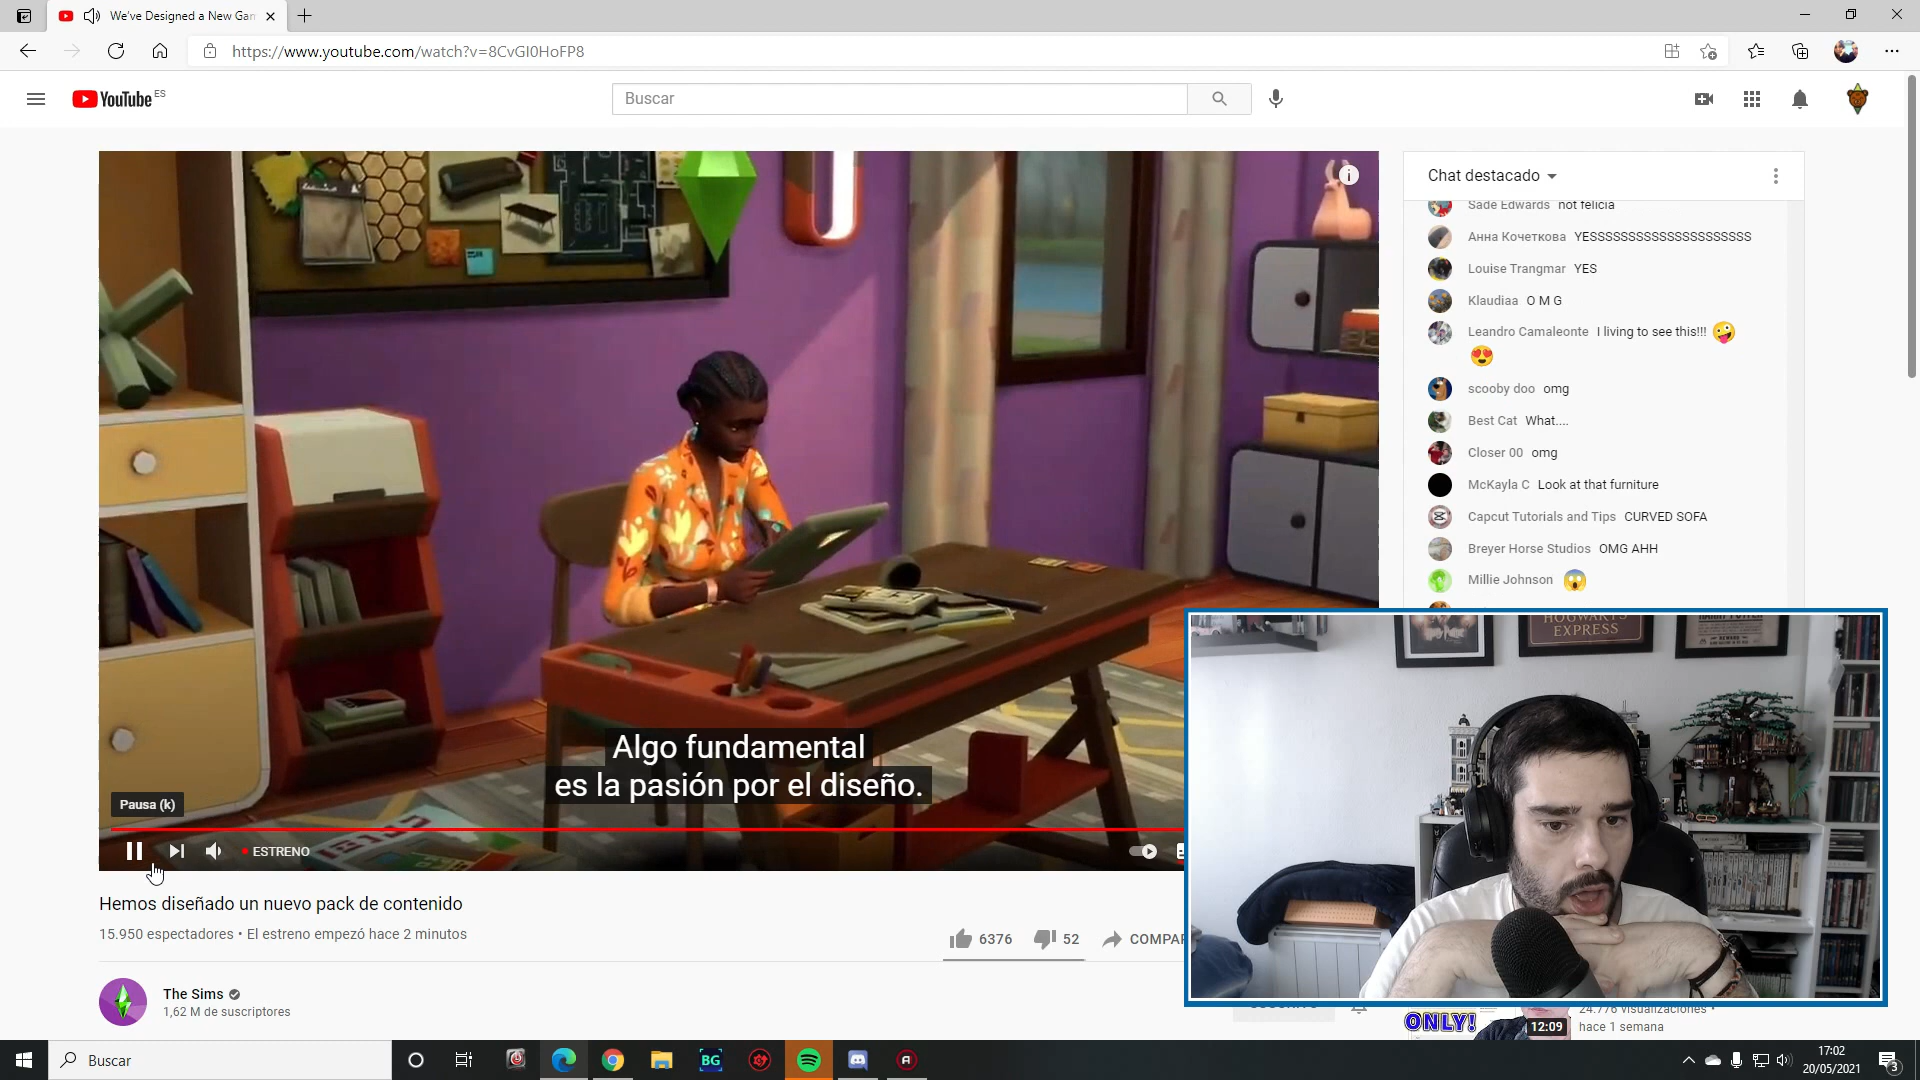 We've Designed a New Gam
https://www.youtube.com/watch?v=8CvGI0HoFP8
YouTube ES
Buscar
Chat destacado
Sade Edwards not felicia
Анна Кочеткова YESSSSSSSSSSSSSSSSSSSSS
Louise Trangmar YES
Klaudiaa O M G
Leandro Camaleonte I living to see this!!! 🤪
😍
scooby doo omg
Best Cat What....
Closer 00 omg
McKayla C Look at that furniture
Capcut Tutorials and Tips CURVED SOFA
Breyer Horse Studios OMG AHH
Millie Johnson 😱
HOGWARTS
EXPRESS
Algo fundamental
es la pasión por el diseño.
Pausa (k)
ESTRENO
Hemos diseñado un nuevo pack de contenido
15.950 espectadores • El estreno empezó hace 2 minutos
6376
52
COMPAR
The Sims
1,62 M de suscriptores
ONLY!
12:09
24.776 visualizaciones •
hace 1 semana
Buscar
BG
17:02
20/05/2021
3